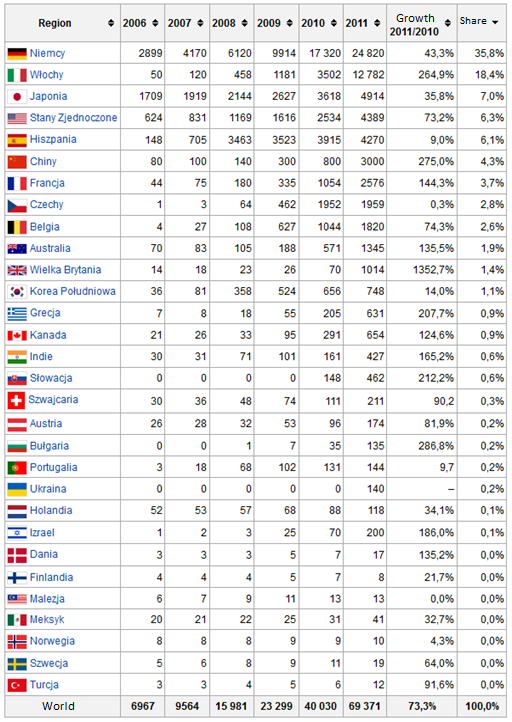 Region 2006 2007 2008 2009 2010 2011 Growth 2011/2010 Share
Niemcy 2899 4170 6120 9914 17 320 24 820 43,3% 35,8%
Włochy 50 120 458 1181 3502 12 782 264,9% 18,4%
Japonia 1709 1919 2144 2627 3618 4914 35,8% 7,0%
Stany Zjednoczone 624 831 1169 1616 2534 4389 73,2% 6,3%
Hiszpania 148 705 3463 3523 3915 4270 9,0% 6,1%
Chiny 80 100 140 300 800 3000 275,0% 4,3%
Francja 44 75 180 335 1054 2576 144,3% 3,7%
Czechy 1 3 64 462 1952 1959 0,3% 2,8%
Belgia 4 27 108 627 1044 1820 74,3% 2,6%
Australia 70 83 105 188 571 1345 135,5% 1,9%
Wielka Brytania 14 18 23 26 70 1014 1352,7% 1,4%
Korea Południowa 36 81 358 524 656 748 14,0% 1,1%
Grecja 7 8 18 55 205 631 207,7% 0,9%
Kanada 21 26 33 95 291 654 124,6% 0,9%
Indie 30 31 71 101 161 427 165,2% 0,6%
Słowacja 0 0 0 0 148 462 212,2% 0,6%
Szwajcaria 30 36 48 74 111 211 90,2 0,3%
Austria 26 28 32 53 96 174 81,9% 0,2%
Bułgaria 0 0 1 7 35 135 286,8% 0,2%
Portugalia 3 18 68 102 131 144 9,7 0,2%
Ukraina 0 0 0 0 0 140 – 0,2%
Holandia 52 53 57 68 88 118 34,1% 0,1%
Izrael 1 2 3 25 70 200 186,0% 0,1%
Dania 3 3 3 5 7 17 135,2% 0,0%
Finlandia 4 4 4 5 7 8 21,7% 0,0%
Malezja 6 7 9 11 13 13 0,0% 0,0%
Meksyk 20 21 22 25 31 41 32,7% 0,0%
Norwegia 8 8 8 9 9 10 4,3% 0,0%
Szwecja 5 6 8 9 11 19 64,0% 0,0%
Turcja 3 3 4 5 6 12 91,6% 0,0%
World 6967 9564 15 981 23 299 40 030 69 371 73,3% 100,0%